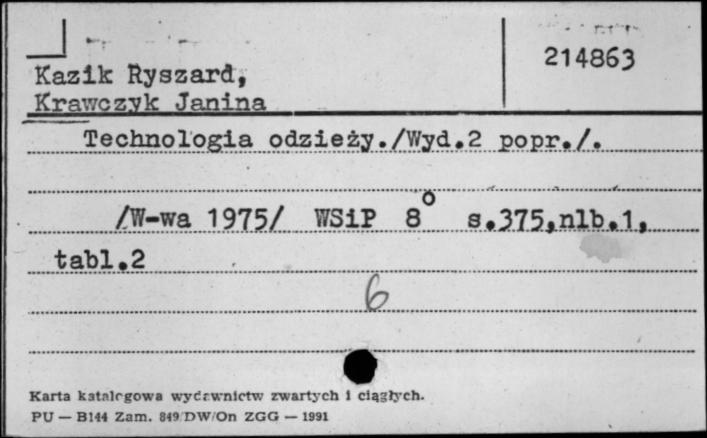 214863
Kazik Ryszard,
Krawczyk Janina
Technologia odzieży./Wyd.2 popr./.
/W-wa 1975/ WSiP 8° s.375,nlb.1,
tabl.2
6
Karta katalogowa wydawnictw zwartych i ciągłych.
PU — B144 Zam. 849/DW/On ZGG — 1991